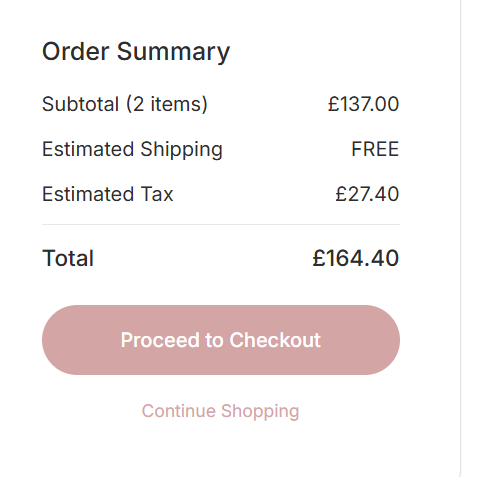 Order Summary
Subtotal (2 items) £137.00
Estimated Shipping FREE
Estimated Tax £27.40
Total £164.40
Proceed to Checkout
Continue Shopping